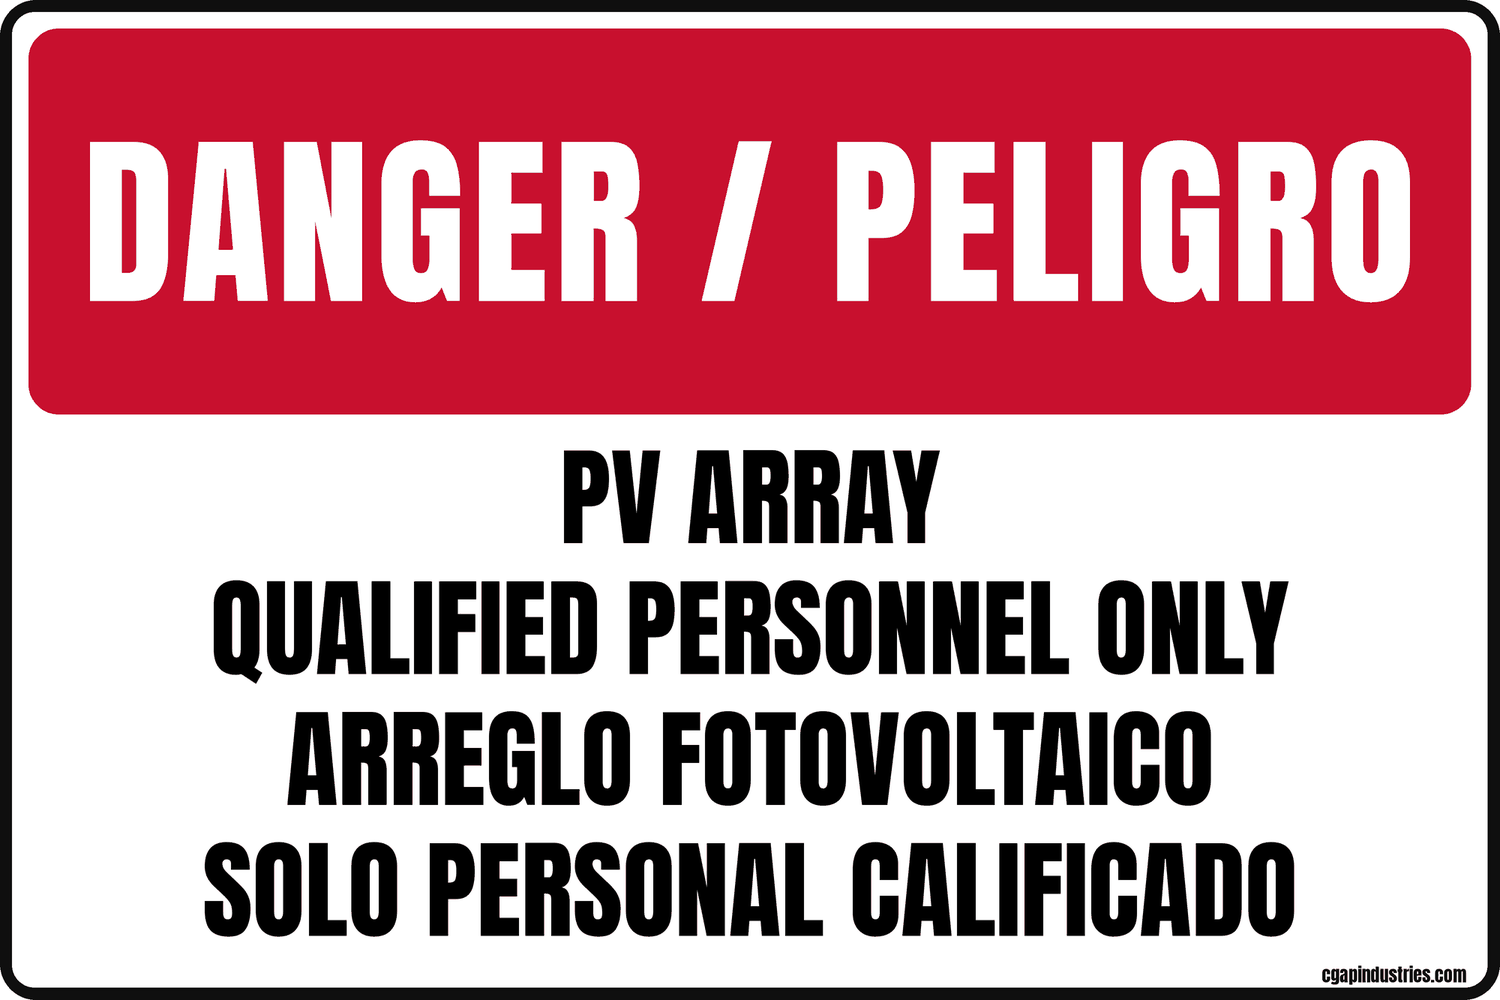 DANGER / PELIGRO
PV ARRAY
QUALIFIED PERSONNEL ONLY
ARREGLO FOTOVOLTAICO
SOLO PERSONAL CALIFICADO
cgapindustries.com